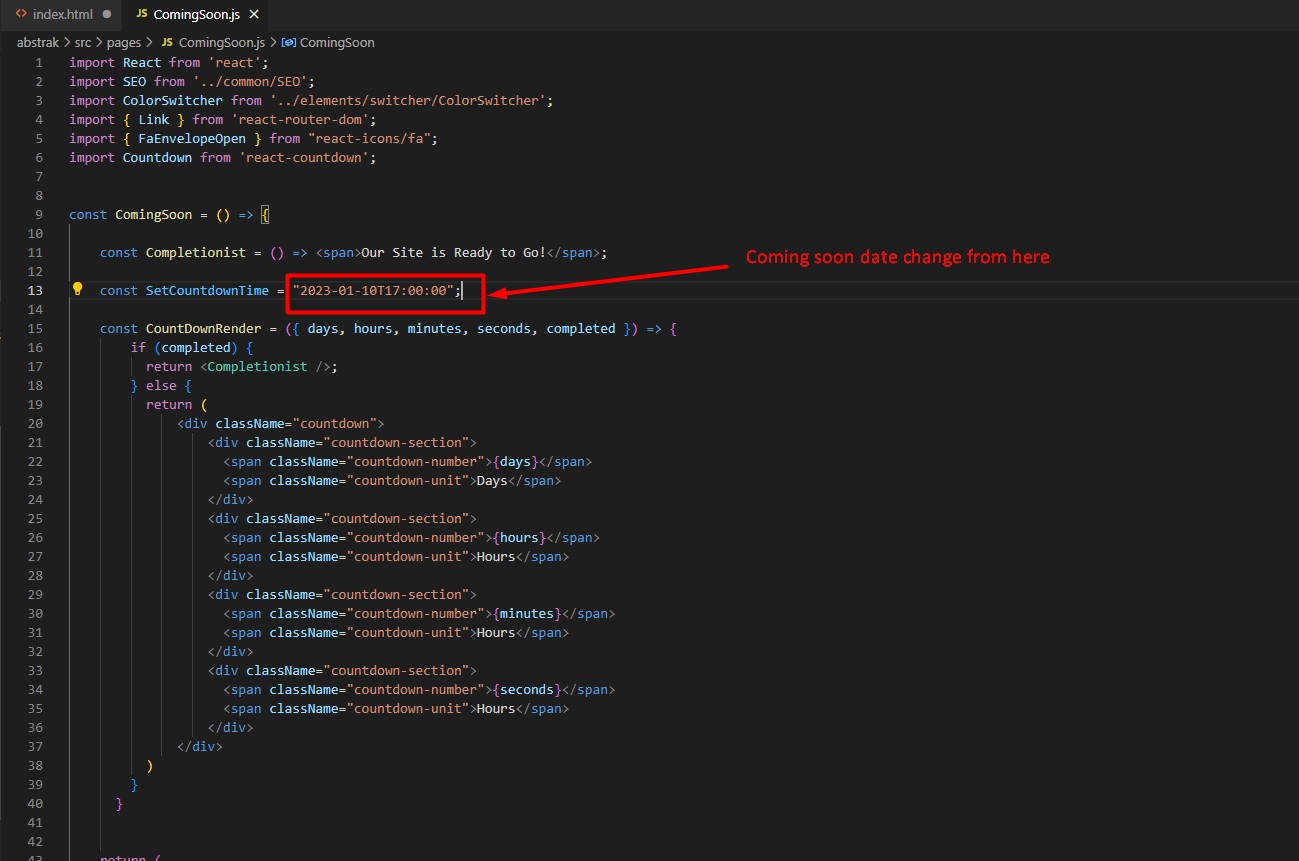 index.html
JS ComingSoon.js
abstrak > src > pages > JS ComingSoon.js > ComingSoon
1 import React from 'react';
2 import SEO from '../common/SEO';
3 import ColorSwitcher from '../elements/switcher/ColorSwitcher';
4 import { Link } from 'react-router-dom';
5 import { FaEnvelopeOpen } from "react-icons/fa";
6 import Countdown from 'react-countdown';
7
8
9 const ComingSoon = () => {
10
11 const Completionist = () => <span>Our Site is Ready to Go!</span>;
Coming soon date change from here
12
13 const SetCountdownTime = "2023-01-10T17:00:00";
14
15 const CountDownRender = ({ days, hours, minutes, seconds, completed }) => {
16 if (completed) {
17 return <Completionist />;
18 } else {
19 return (
20 <div className="countdown">
21 <div className="countdown-section">
22 <span className="countdown-number">{days}</span>
23 <span className="countdown-unit">Days</span>
24 </div>
25 <div className="countdown-section">
26 <span className="countdown-number">{hours}</span>
27 <span className="countdown-unit">Hours</span>
28 </div>
29 <div className="countdown-section">
30 <span className="countdown-number">{minutes}</span>
31 <span className="countdown-unit">Hours</span>
32 </div>
33 <div className="countdown-section">
34 <span className="countdown-number">{seconds}</span>
35 <span className="countdown-unit">Hours</span>
36 </div>
37 </div>
38 )
39 }
40 }
41
42
43 return (